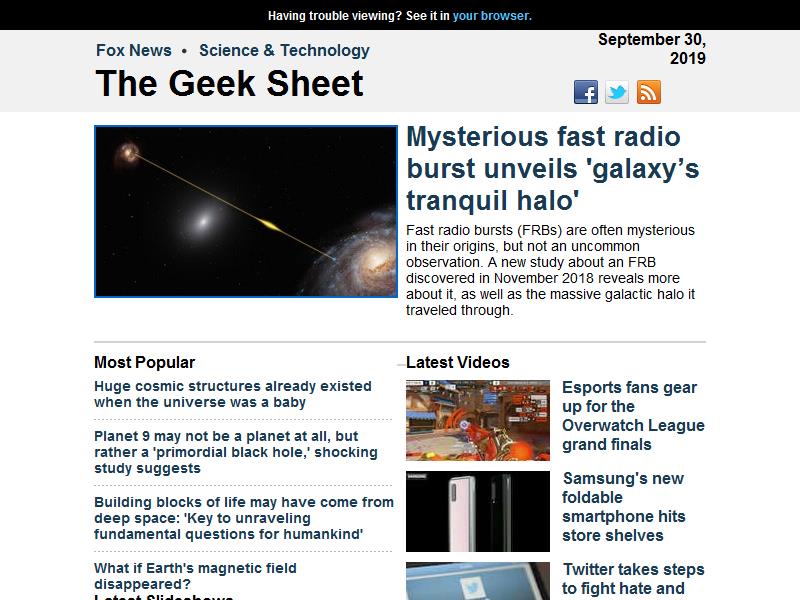 Having trouble viewing? See it in your browser.
Fox News • Science & Technology
September 30,
2019
The Geek Sheet
Mysterious fast radio
burst unveils 'galaxy’s
tranquil halo'
Fast radio bursts (FRBs) are often mysterious
in their origins, but not an uncommon
observation. A new study about an FRB
discovered in November 2018 reveals more
about it, as well as the massive galactic halo it
traveled through.
Most Popular
Huge cosmic structures already existed
when the universe was a baby
Planet 9 may not be a planet at all, but
rather a 'primordial black hole,' shocking
study suggests
Building blocks of life may have come from
deep space: 'Key to unraveling
fundamental questions for humankind'
What if Earth's magnetic field
disappeared?
Latest Slideshows
Latest Videos
Esports fans gear
up for the
Overwatch League
grand finals
Samsung's new
foldable
smartphone hits
store shelves
Twitter takes steps
to fight hate and